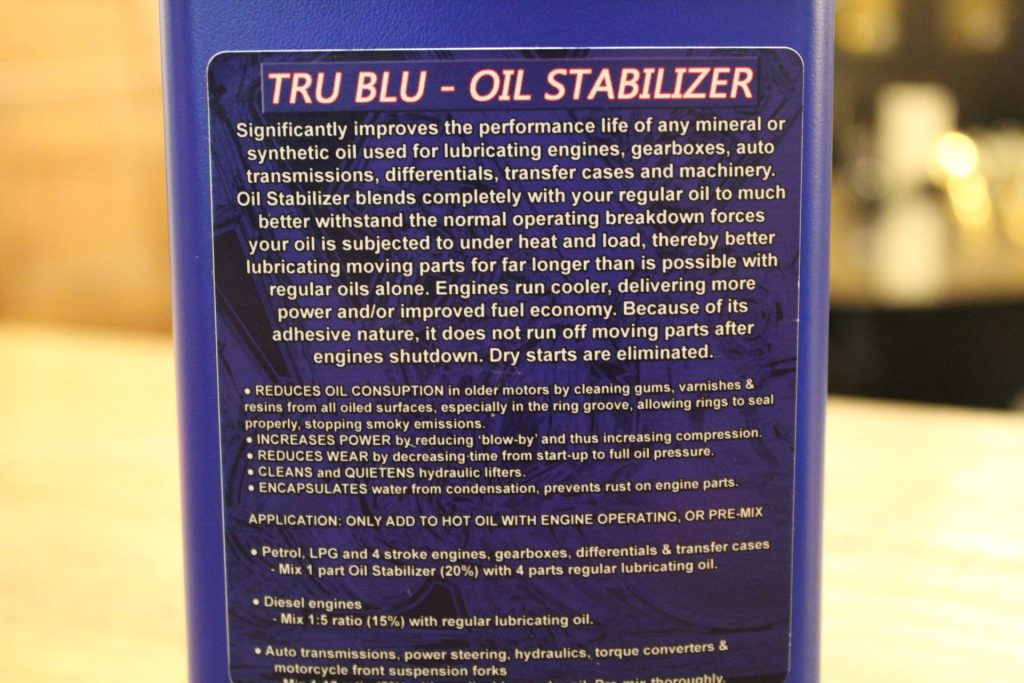 TRU BLU - OIL STABILIZER
Significantly improves the performance life of any mineral or
synthetic oil used for lubricating engines, gearboxes, auto
transmissions, differentials, transfer cases and machinery.
Oil Stabilizer blends completely with your regular oil to much
better withstand the normal operating breakdown forces
your oil is subjected to under heat and load, thereby better
lubricating moving parts for far longer than is possible with
regular oils alone. Engines run cooler, delivering more
power and/or improved fuel economy. Because of its
adhesive nature, it does not run off moving parts after
engines shutdown. Dry starts are eliminated.
• REDUCES OIL CONSUPTION in older motors by cleaning gums, varnishes &
resins from all oiled surfaces, especially in the ring groove, allowing rings to seal
properly, stopping smoky emissions.
• INCREASES POWER by reducing 'blow-by' and thus increasing compression.
• REDUCES WEAR by decreasing time from start-up to full oil pressure.
• CLEANS and QUIETENS hydraulic lifters.
• ENCAPSULATES water from condensation, prevents rust on engine parts.
APPLICATION: ONLY ADD TO HOT OIL WITH ENGINE OPERATING, OR PRE-MIX
• Petrol, LPG and 4 stroke engines, gearboxes, differentials & transfer cases
- Mix 1 part Oil Stabilizer (20%) with 4 parts regular lubricating oil.
• Diesel engines
- Mix 1:5 ratio (15%) with regular lubricating oil.
• Auto transmissions, power steering, hydraulics, torque converters &
motorcycle front suspension forks
thoroughly.